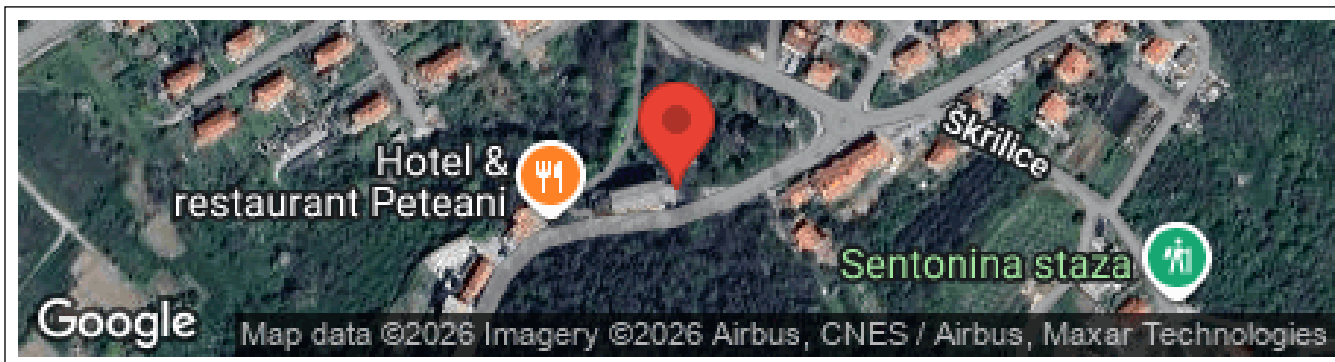 Hotel &
restaurant Peteani
Škrilice
Sentonina staza
Google
Map data ©2026 Imagery ©2026 Airbus, CNES / Airbus, Maxar Technologies